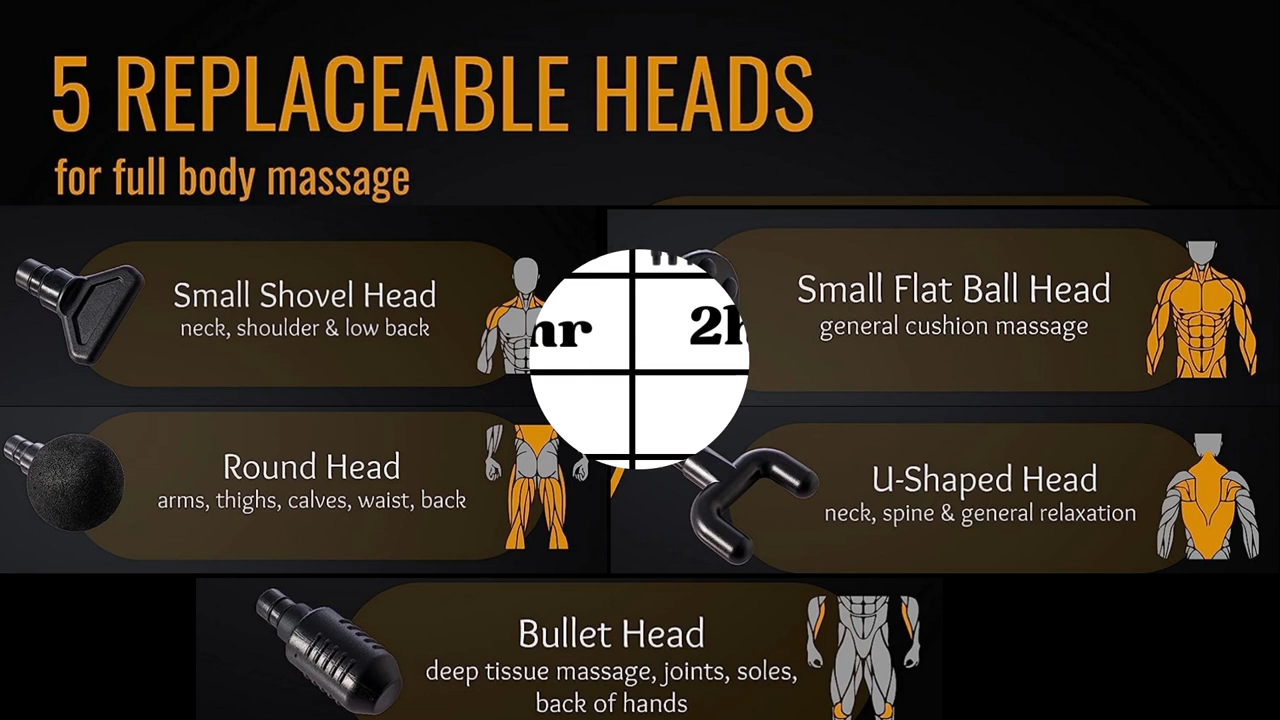 5 REPLACEABLE HEADS
for full body massage
Small Shovel Head
neck, shoulder & low back
Small Flat Ball Head
general cushion massage
Round Head
arms, thighs, calves, waist, back
U-Shaped Head
neck, spine & general relaxation
Bullet Head
deep tissue massage, joints, soles,
back of hands